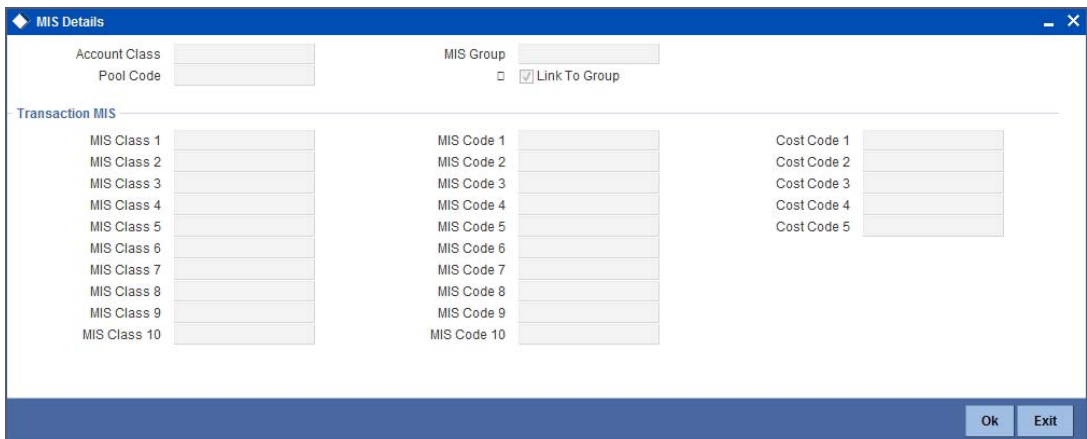 MIS Details
Account Class MIS Group
Pool Code Link To Group
Transaction MIS
MIS Class 1 MIS Code 1 Cost Code 1
MIS Class 2 MIS Code 2 Cost Code 2
MIS Class 3 MIS Code 3 Cost Code 3
MIS Class 4 MIS Code 4 Cost Code 4
MIS Class 5 MIS Code 5 Cost Code 5
MIS Class 6 MIS Code 6
MIS Class 7 MIS Code 7
MIS Class 8 MIS Code 8
MIS Class 9 MIS Code 9
MIS Class 10 MIS Code 10
Ok Exit